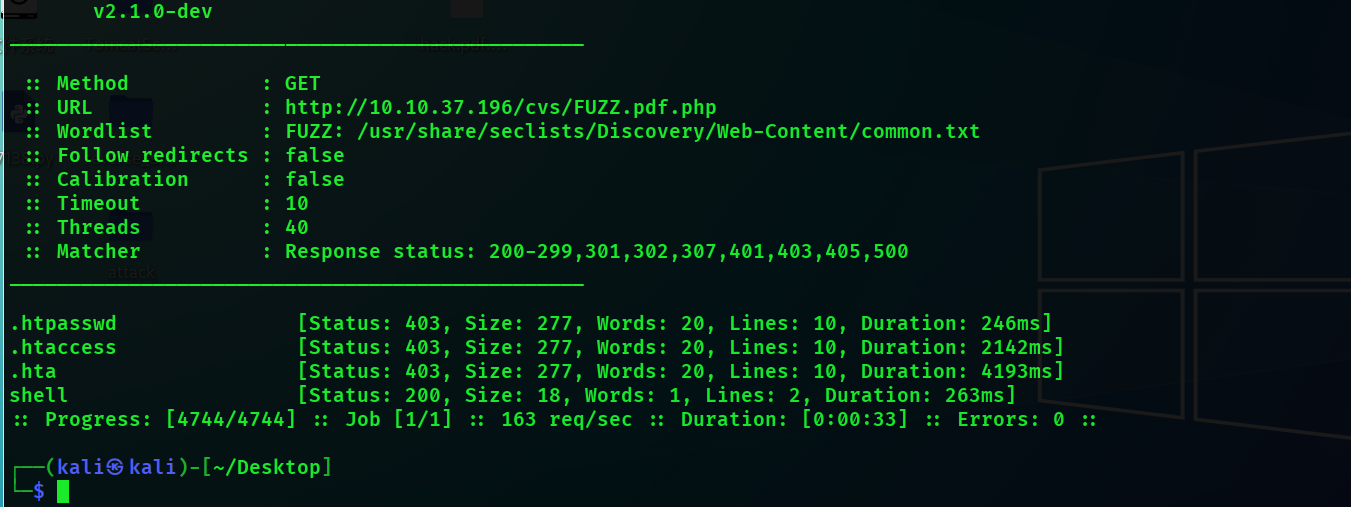 v2.1.0-dev
________________________________________________
:: Method : GET
:: URL : http://10.10.37.196/cvs/FUZZ.pdf.php
:: Wordlist : FUZZ: /usr/share/seclists/Discovery/Web-Content/common.txt
:: Follow redirects : false
:: Calibration : false
:: Timeout : 10
:: Threads : 40
:: Matcher : Response status: 200-299,301,302,307,401,403,405,500
attack
________________________________________________
.htpasswd [Status: 403, Size: 277, Words: 20, Lines: 10, Duration: 246ms]
.htaccess [Status: 403, Size: 277, Words: 20, Lines: 10, Duration: 2142ms]
.hta [Status: 403, Size: 277, Words: 20, Lines: 10, Duration: 4193ms]
shell [Status: 200, Size: 18, Words: 1, Lines: 2, Duration: 263ms]
:: Progress: [4744/4744] :: Job [1/1] :: 163 req/sec :: Duration: [0:00:33] :: Errors: 0 ::
┌──(kali㉿kali)-[~/Desktop]
└─$